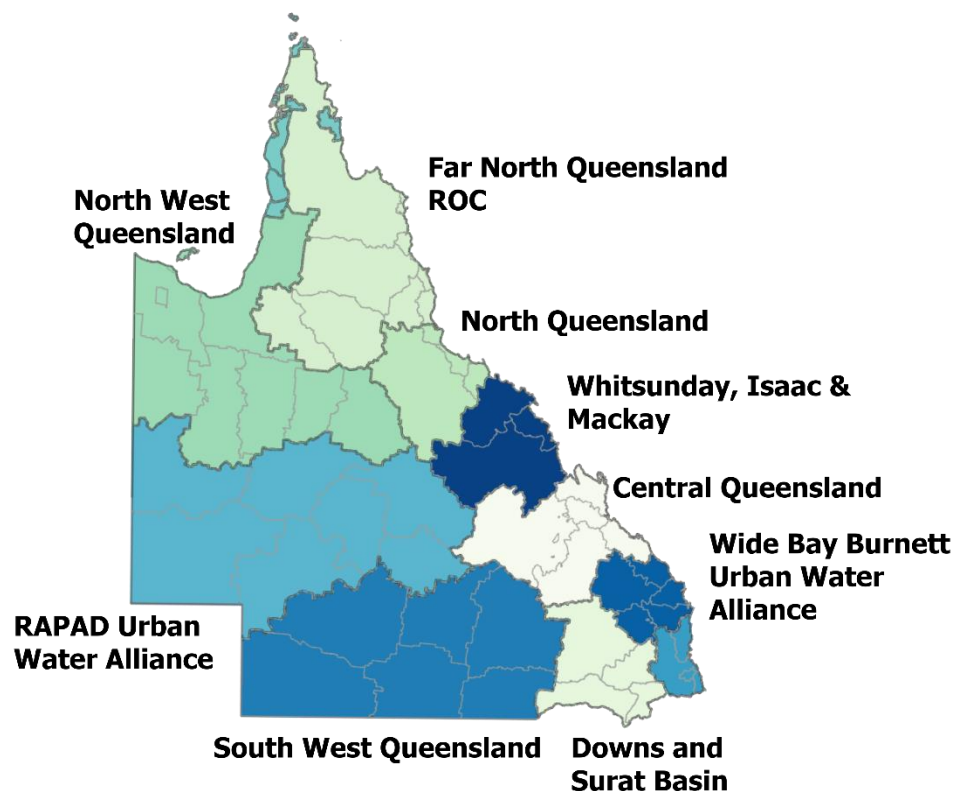 Far North Queensland
ROC
North West
Queensland
North Queensland
Whitsunday, Isaac &
Mackay
Central Queensland
Wide Bay Burnett
Urban Water
Alliance
RAPAD Urban
Water Alliance
South West Queensland
Downs and
Surat Basin